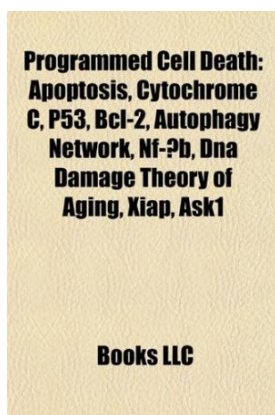 Programmed Cell Death:
Apoptosis, Cytochrome
C, P53, Bcl-2, Autophagy
Network, Nf-?b, Dna
Damage Theory of
Aging, Xiap, Ask1
Books LLC